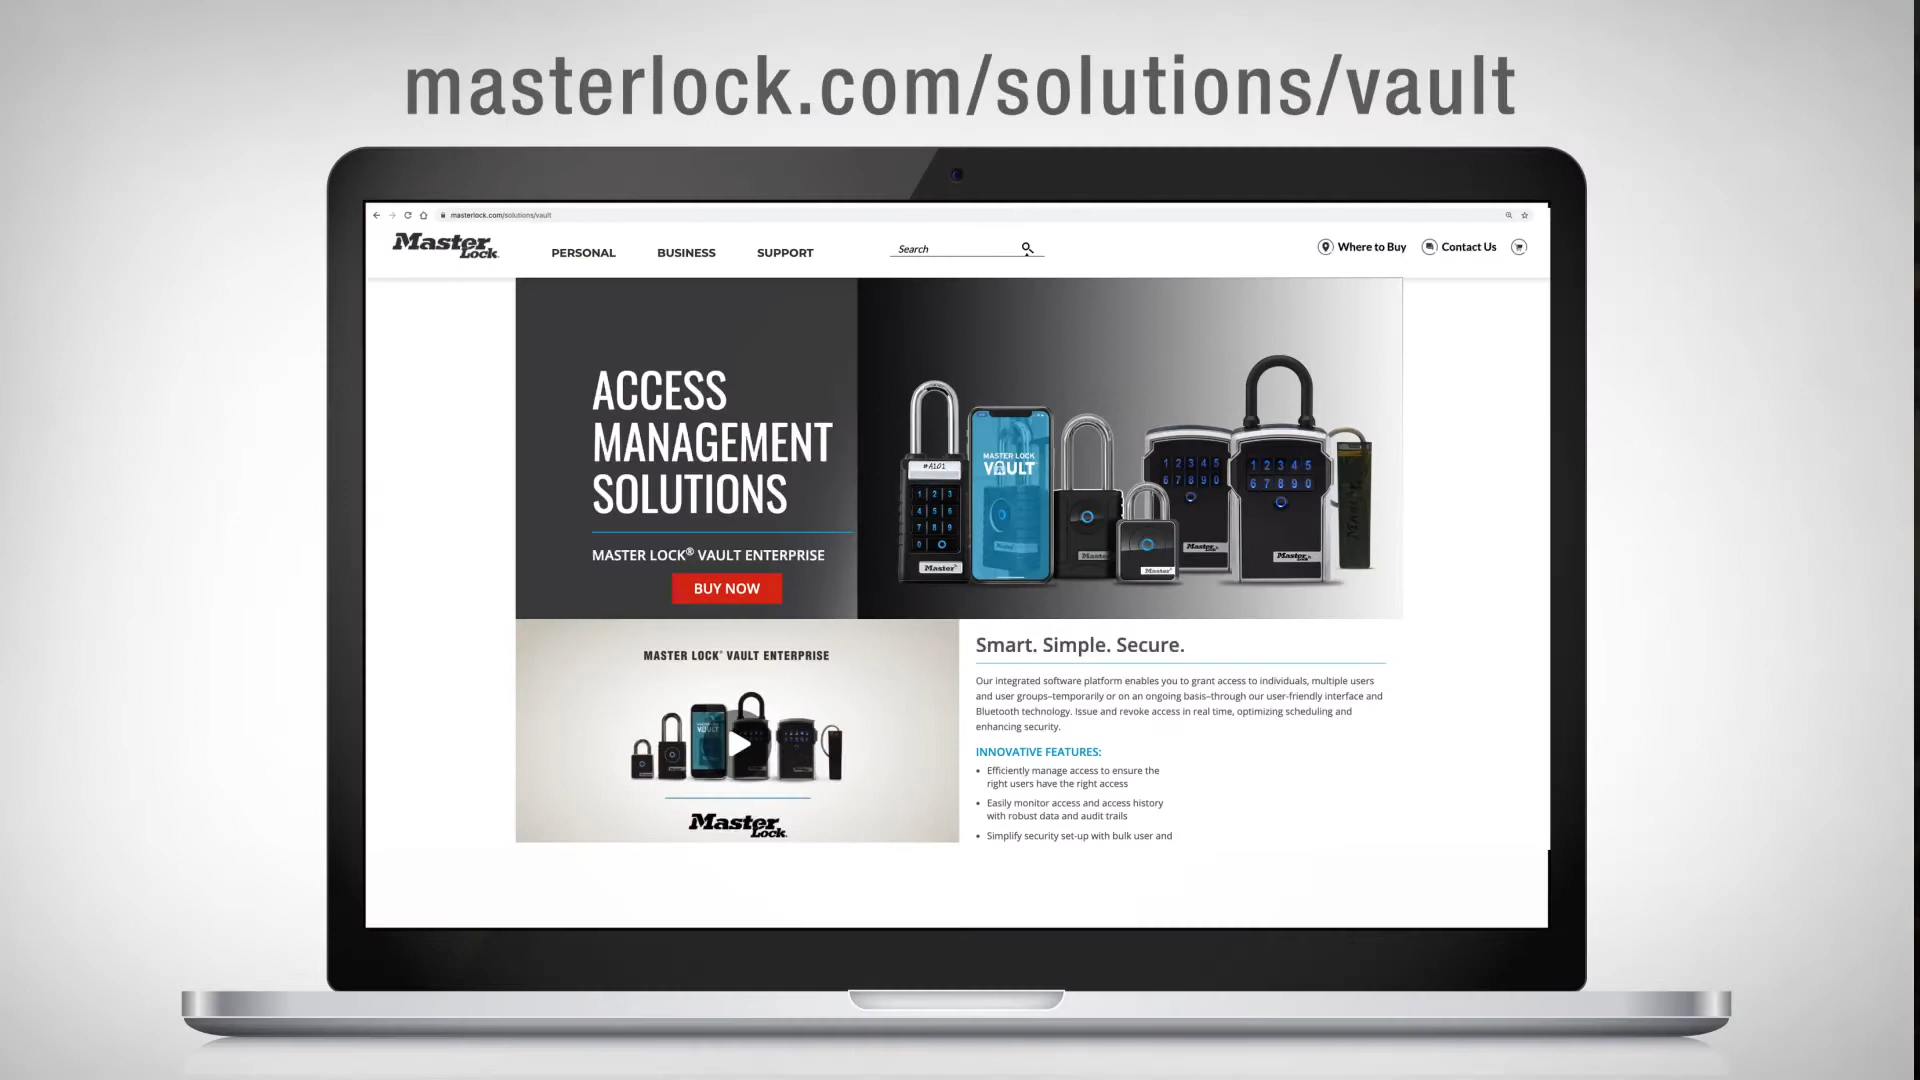 masterlock.com/solutions/vault
masterlock.com/solutions/vault
Master Lock
PERSONAL
BUSINESS
SUPPORT
Search
Where to Buy
Contact Us
ACCESS
MANAGEMENT
SOLUTIONS
MASTER LOCK® VAULT ENTERPRISE
BUY NOW
#A101
1 2 3
4 5 6
7 8 9
0
Master
MASTER LOCK
VAULT
Master
Master
1 2 3 4 5
6 7 8 9 0
Master Lock
1 2 3 4 5
6 7 8 9 0
Master Lock
Master Lock
MASTER LOCK® VAULT ENTERPRISE
VAULT
Master Lock
Smart. Simple. Secure.
Our integrated software platform enables you to grant access to individuals, multiple users
and user groups–temporarily or on an ongoing basis–through our user-friendly interface and
Bluetooth technology. Issue and revoke access in real time, optimizing scheduling and
enhancing security.
INNOVATIVE FEATURES:
• Efficiently manage access to ensure the
right users have the right access
• Easily monitor access and access history
with robust data and audit trails
• Simplify security set-up with bulk user and